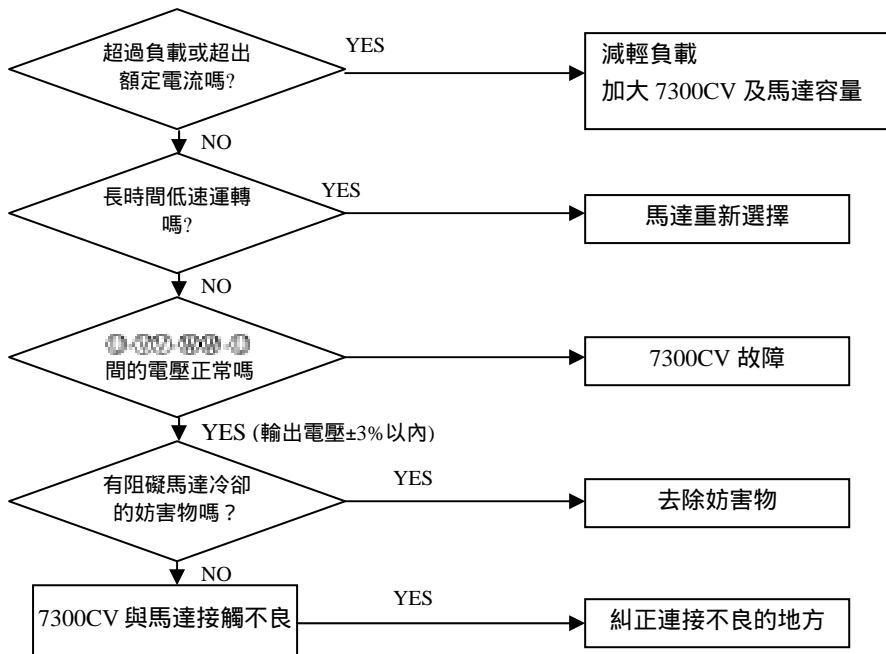 超過負載或超出
額定電流嗎?
YES
減輕負載
加大 7300CV 及馬達容量
NO
長時間低速運轉
嗎?
YES
馬達重新選擇
NO
間的電壓正常嗎
7300CV 故障
YES (輸出電壓±3%以內)
有阻礙馬達冷卻
的妨害物嗎？
YES
去除妨害物
NO
7300CV 與馬達接觸不良
YES
糾正連接不良的地方